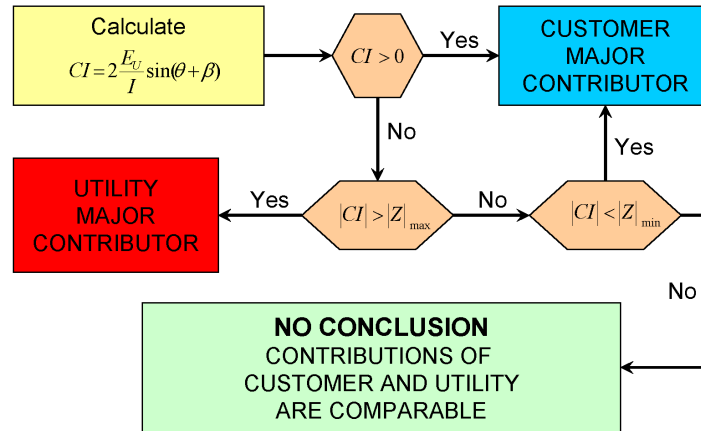 Calculate
CI = 2 E_U / I sin(θ + β)
CI > 0
Yes
CUSTOMER
MAJOR
CONTRIBUTOR
No
Yes
UTILITY
MAJOR
CONTRIBUTOR
Yes
|CI| > |Z|max
No
|CI| < |Z|min
No
NO CONCLUSION
CONTRIBUTIONS OF
CUSTOMER AND UTILITY
ARE COMPARABLE